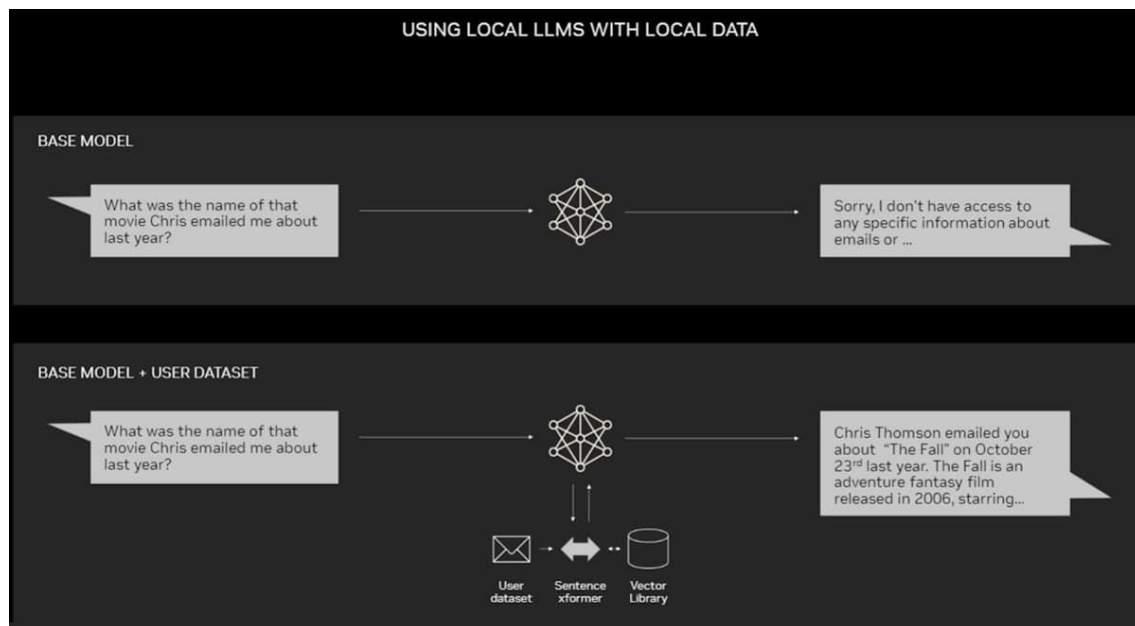 USING LOCAL LLMS WITH LOCAL DATA
BASE MODEL
What was the name of that
movie Chris emailed me about
last year?
Sorry, I don't have access to
any specific information about
emails or ...
BASE MODEL + USER DATASET
What was the name of that
movie Chris emailed me about
last year?
Chris Thomson emailed you
about "The Fall" on October
23rd last year. The Fall is an
adventure fantasy film
released in 2006, starring...
User
dataset
Sentence
xformer
Vector
Library